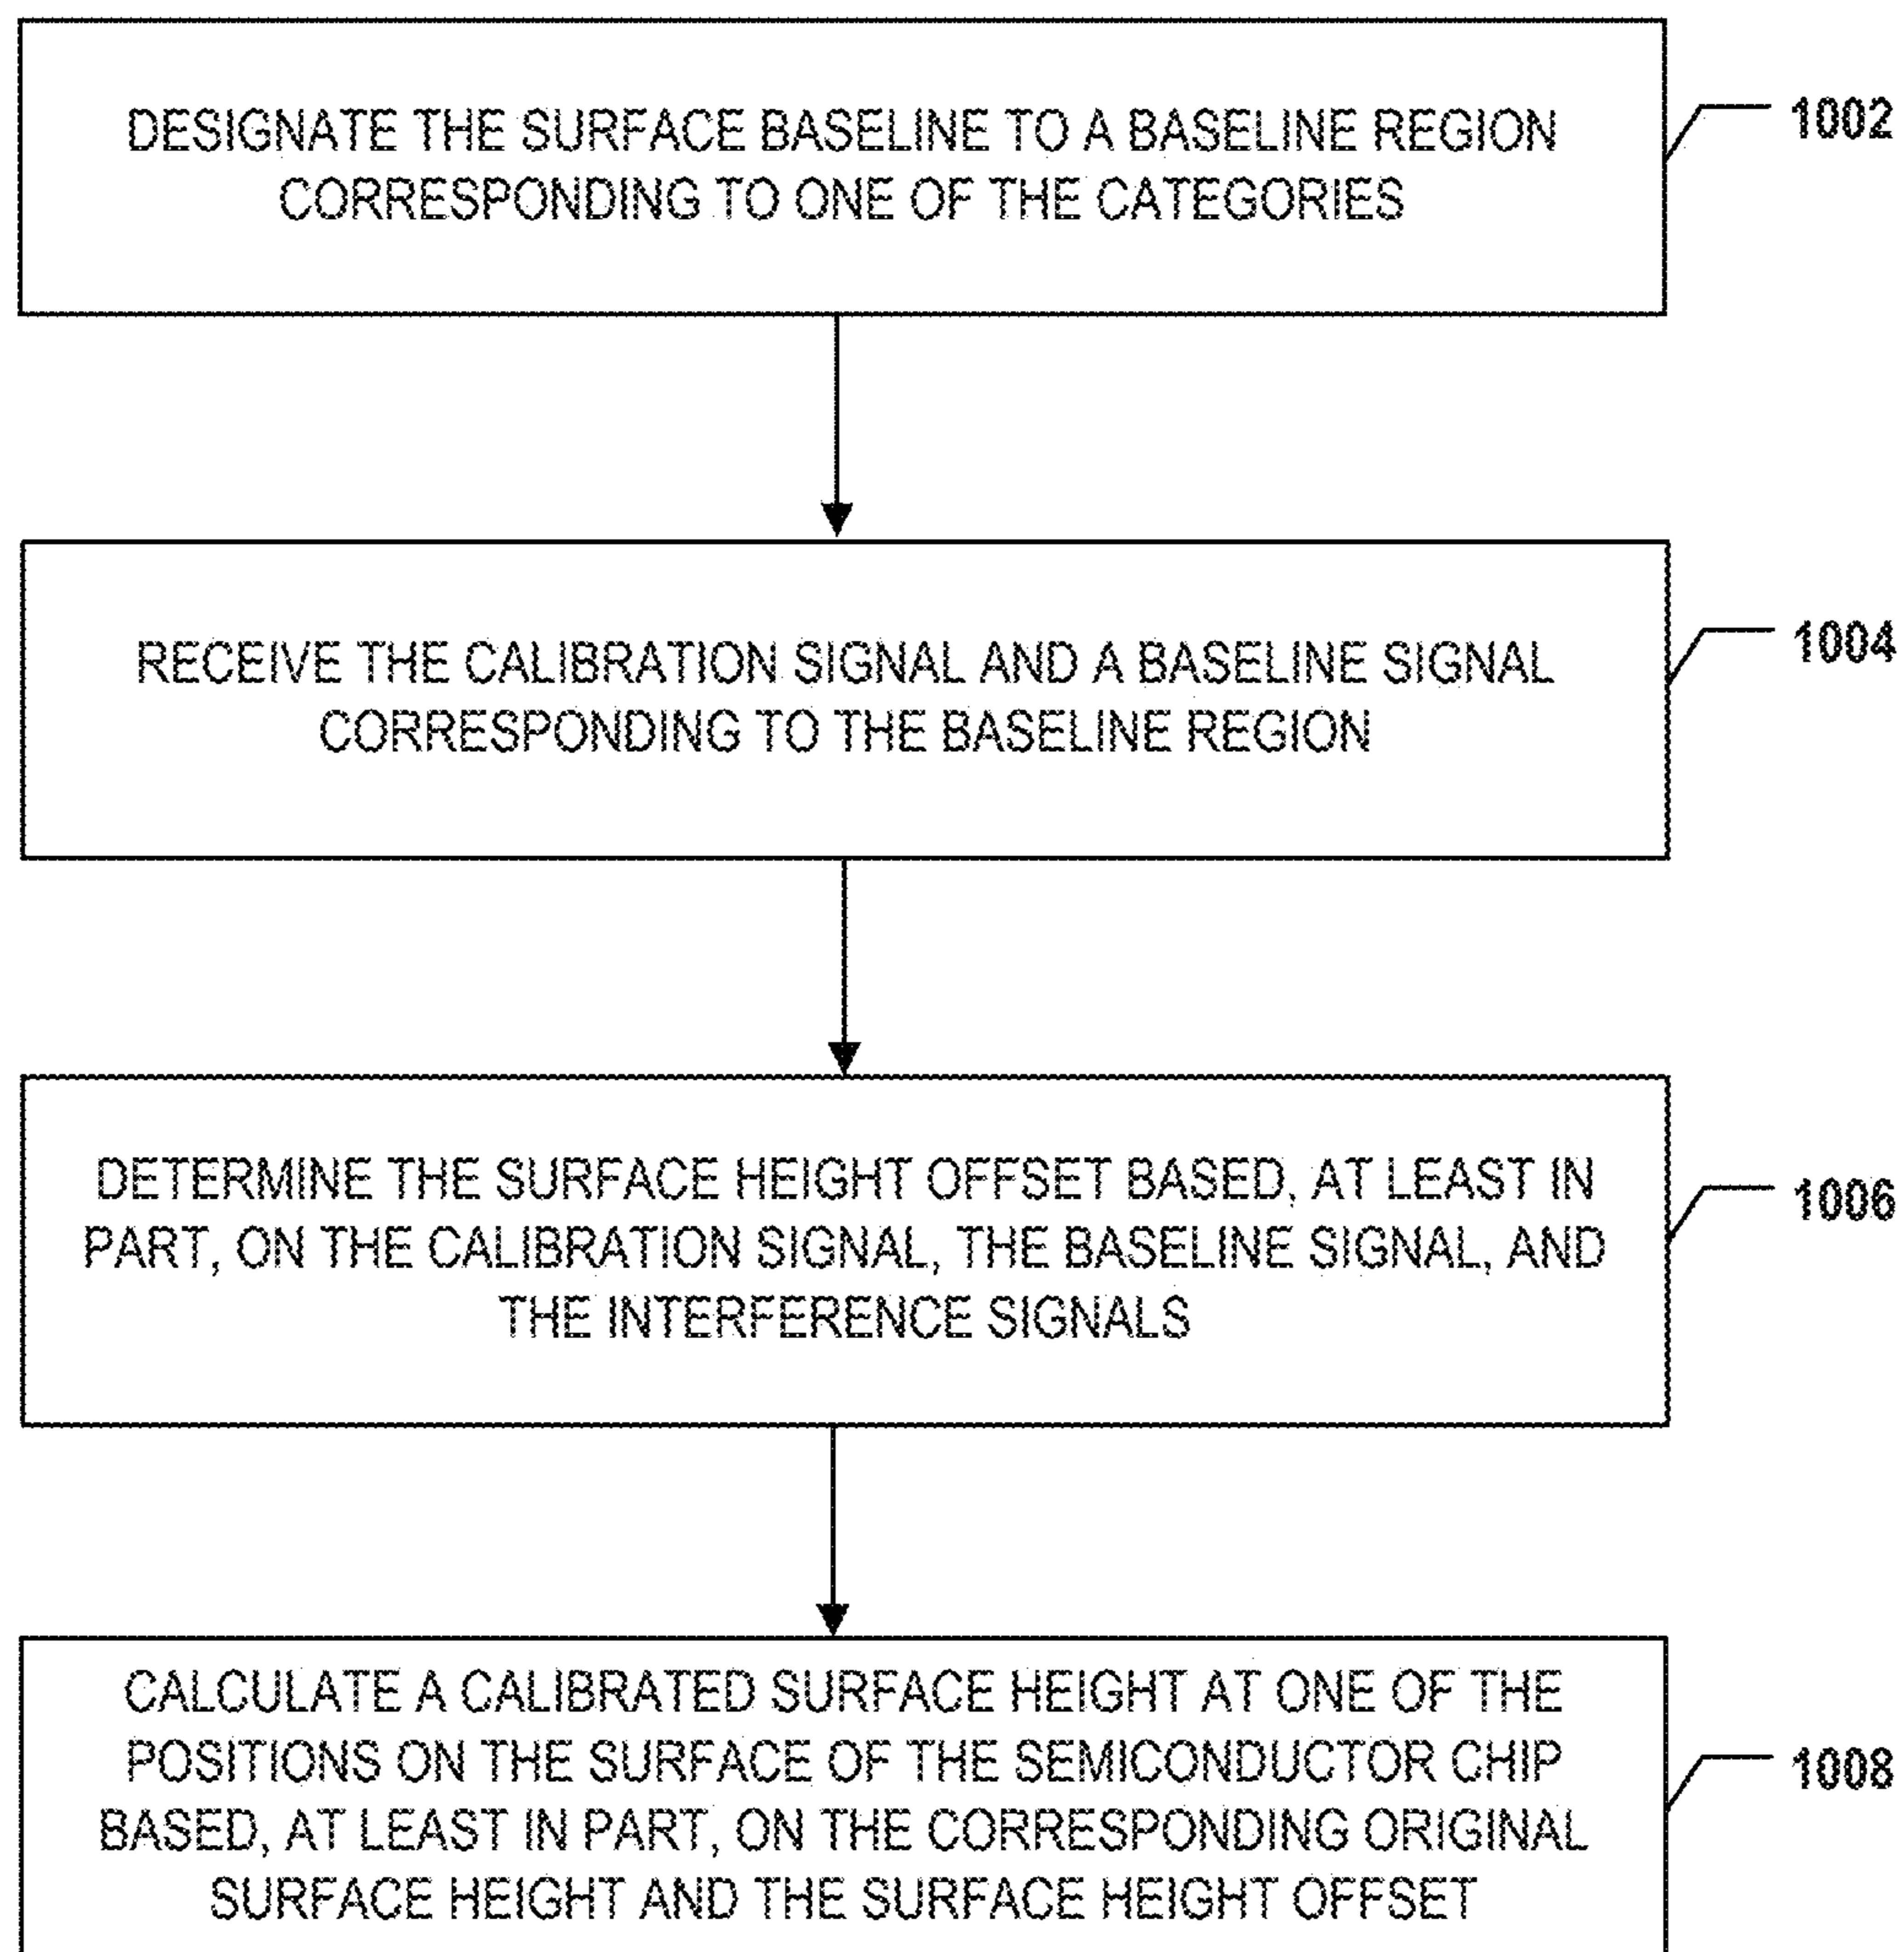 DESIGNATE THE SURFACE BASELINE TO A BASELINE REGION
CORRESPONDING TO ONE OF THE CATEGORIES
1002
RECEIVE THE CALIBRATION SIGNAL AND A BASELINE SIGNAL
CORRESPONDING TO THE BASELINE REGION
1004
DETERMINE THE SURFACE HEIGHT OFFSET BASED, AT LEAST IN
PART, ON THE CALIBRATION SIGNAL, THE BASELINE SIGNAL, AND
THE INTERFERENCE SIGNALS
1006
CALCULATE A CALIBRATED SURFACE HEIGHT AT ONE OF THE
POSITIONS ON THE SURFACE OF THE SEMICONDUCTOR CHIP
BASED, AT LEAST IN PART, ON THE CORRESPONDING ORIGINAL
SURFACE HEIGHT AND THE SURFACE HEIGHT OFFSET
1008